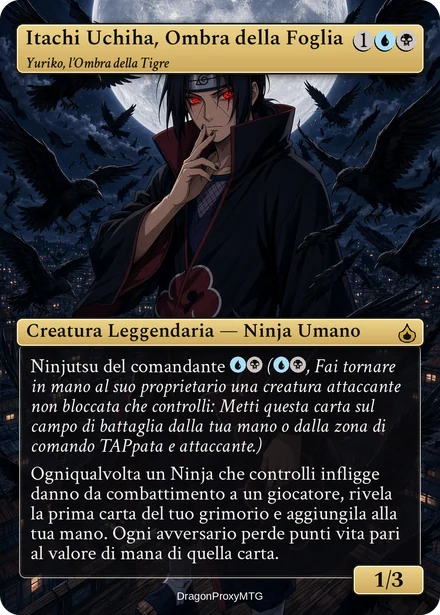 Itachi Uchiha, Ombra della Foglia 1
Yuriko, l'Ombra della Tigre
Creatura Leggendaria — Ninja Umano
Ninjutsu del comandante (, Fai tornare
in mano al suo proprietario una creatura attaccante
non bloccata che controlli: Metti questa carta sul
campo di battaglia dalla tua mano o dalla zona di
comando TAPpata e attaccante.)
Ogniqualvolta un Ninja che controlli infligge
danno da combattimento a un giocatore, rivela
la prima carta del tuo grimorio e aggiungila alla
tua mano. Ogni avversario perde punti vita pari
al valore di mana di quella carta.
1/3
DragonProxyMTG